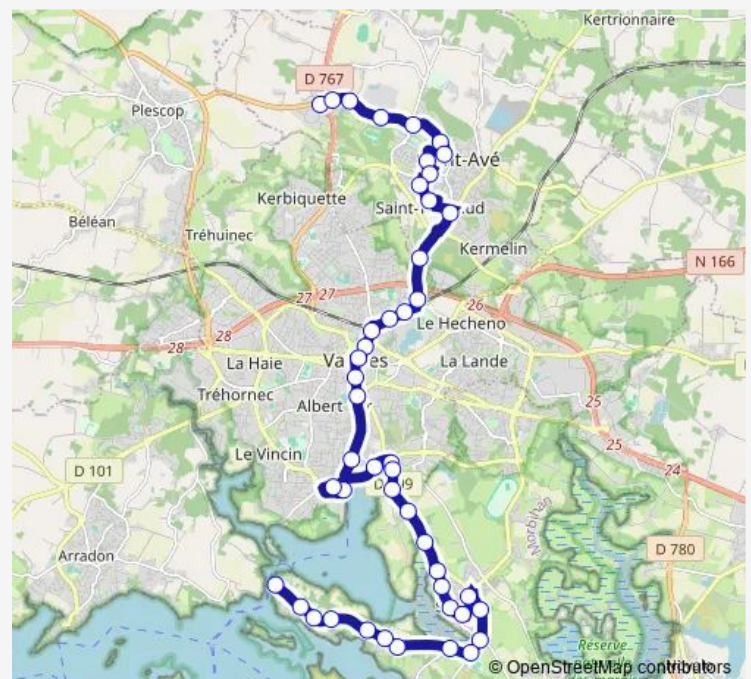 Kertrionnaire
D 767
Plescop
Kerbiquette
Saint-
Béléan
Tréhuinec
Kermelin
N 166
27
27
26
28
28
Le Hecheno
La Haie
La Lande
Tréhornec
Albert
25
Le Vincin
25
24
D 101
Morbihan
D 780
Arradon
Réserve
© OpenStreetMap contributors